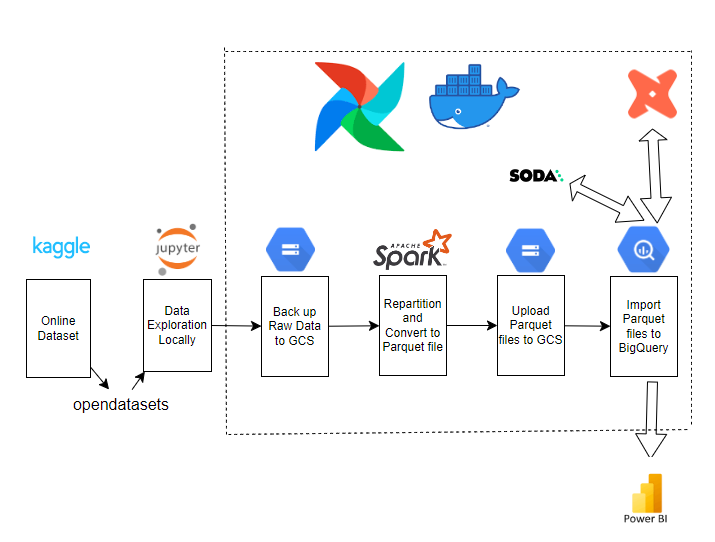 SODA
kaggle
jupyter
APACHE
Spark
Online
Dataset
Data
Exploration
Locally
Back up
Raw Data
to GCS
Repartition
and
Convert to
Parquet file
Upload
Parquet
files to GCS
Import
Parquet
files to
BigQuery
opendatasets
Power BI